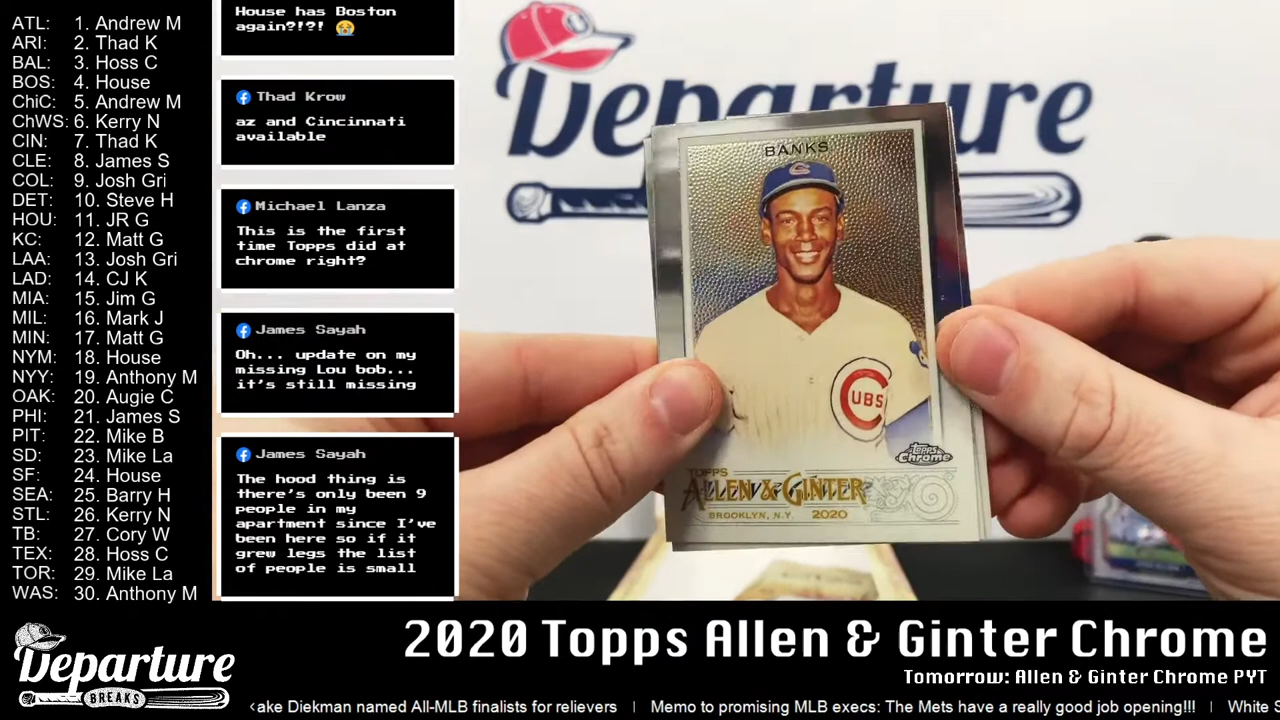 ATL: 1. Andrew M
ARI: 2. Thad K
BAL: 3. Hoss C
BOS: 4. House
ChiC: 5. Andrew M
ChWS: 6. Kerry N
CIN: 7. Thad K
CLE: 8. James S
COL: 9. Josh Gri
DET: 10. Steve H
HOU: 11. JR G
KC: 12. Matt G
LAA: 13. Josh Gri
LAD: 14. CJ K
MIA: 15. Jim G
MIL: 16. Mark J
MIN: 17. Matt G
NYM: 18. House
NYY: 19. Anthony M
OAK: 20. Augie C
PHI: 21. James S
PIT: 22. Mike B
SD: 23. Mike La
SF: 24. House
SEA: 25. Barry H
STL: 26. Kerry N
TB: 27. Cory W
TEX: 28. Hoss C
TOR: 29. Mike La
WAS: 30. Anthony M
House has Boston
again?!?! 😭
Thad Krow
az and Cincinnati
available
Michael Lanza
This is the first
time Topps did at
chrome right?
James Sayah
Oh... update on my
missing Lou bob...
it's still missing
James Sayah
The hood thing is
there's only been 9
people in my
apartment since I've
been here so if it
grew legs the list
of people is small
Departure
BANKS
CUBS
Topps
Chrome
TOPPS
ALLEN & GINTER
BROOKLYN, N.Y. 2020
Departure
BREAKS
2020 Topps Allen & Ginter Chrome
Tomorrow: Allen & Ginter Chrome PYT
ake Diekman named All-MLB finalists for relievers | Memo to promising MLB execs: The Mets have a really good job opening!!! | White S